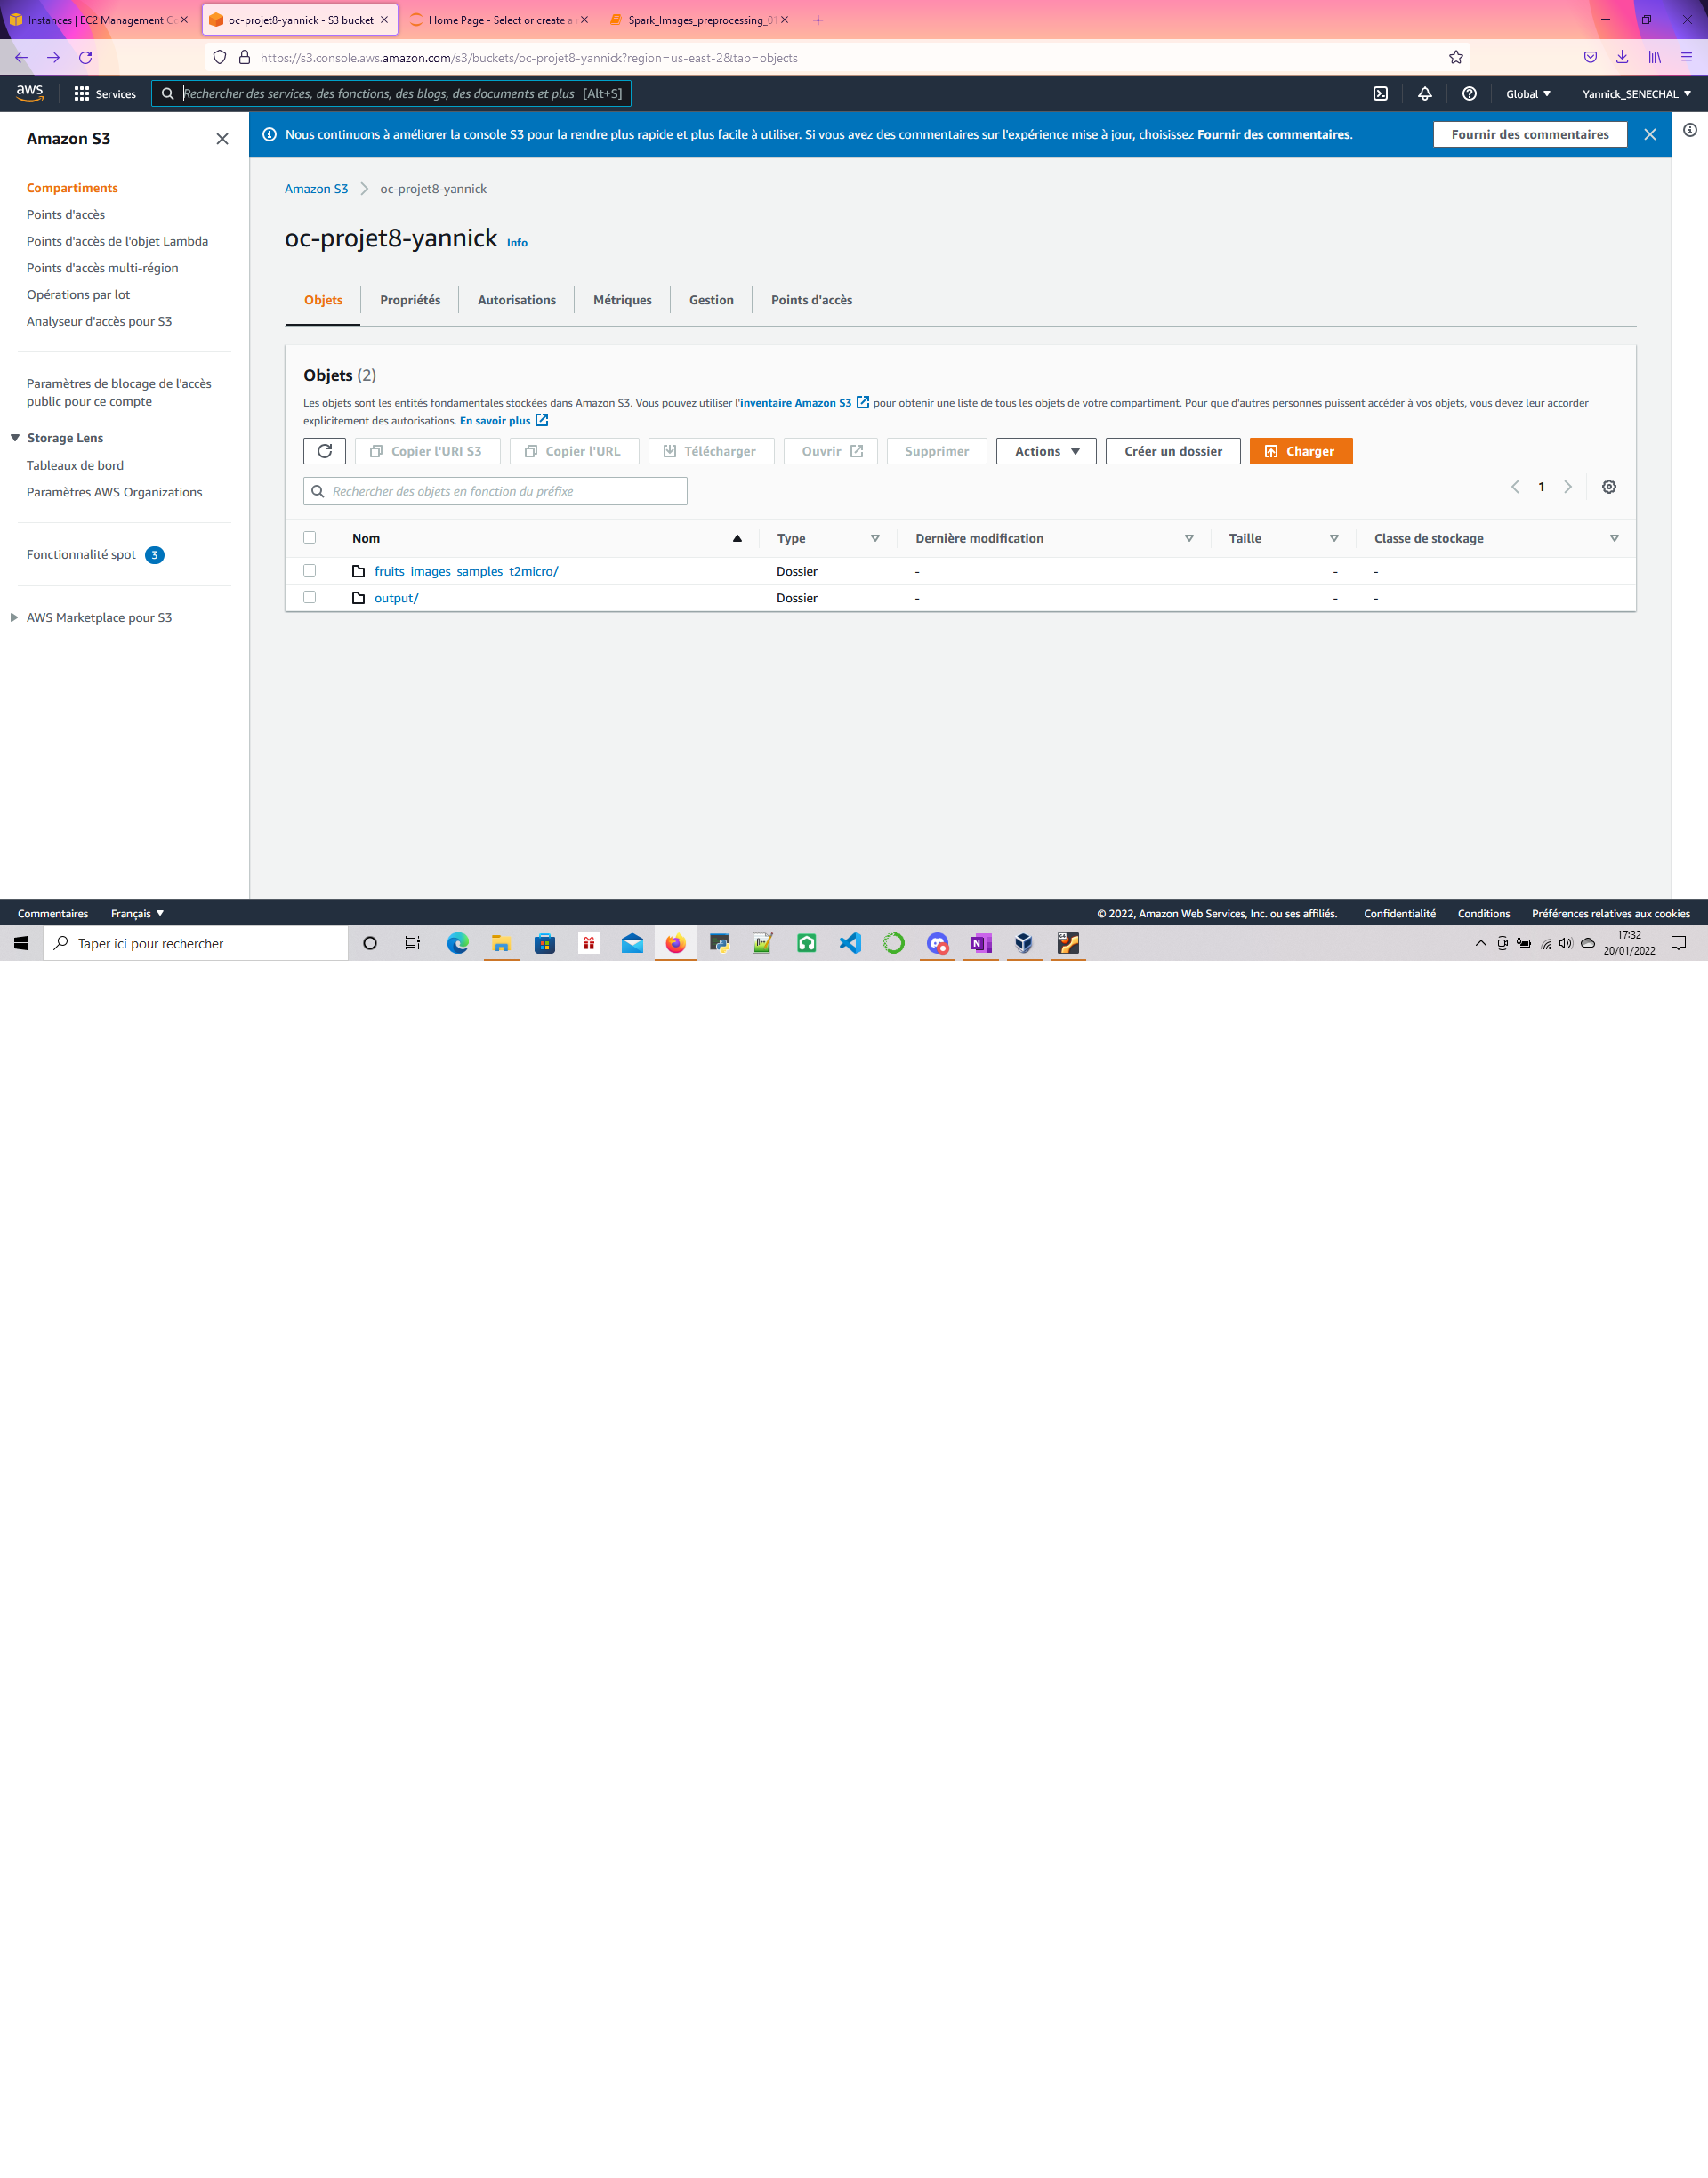 Instances | EC2 Management Co
oc-projet8-yannick - S3 bucket
Home Page - Select or create a
Spark_Images_preprocessing_01
https://s3.console.aws.amazon.com/s3/buckets/oc-projet8-yannick?region=us-east-2&tab=objects
aws
Services
Rechercher des services, des fonctions, des blogs, des documents et plus [Alt+S]
Global
Yannick_SENECHAL
Amazon S3
Nous continuons à améliorer la console S3 pour la rendre plus rapide et plus facile à utiliser. Si vous avez des commentaires sur l'expérience mise à jour, choisissez Fournir des commentaires.
Fournir des commentaires
Compartiments
Points d'accès
Points d'accès de l'objet Lambda
Points d'accès multi-région
Opérations par lot
Analyseur d'accès pour S3
Paramètres de blocage de l'accès
public pour ce compte
Storage Lens
Tableaux de bord
Paramètres AWS Organizations
Fonctionnalité spot 3
AWS Marketplace pour S3
Amazon S3
oc-projet8-yannick
oc-projet8-yannick Info
Objets
Propriétés
Autorisations
Métriques
Gestion
Points d'accès
Objets (2)
Les objets sont les entités fondamentales stockées dans Amazon S3. Vous pouvez utiliser l'inventaire Amazon S3 pour obtenir une liste de tous les objets de votre compartiment. Pour que d'autres personnes puissent accéder à vos objets, vous devez leur accorder
explicitement des autorisations. En savoir plus
Copier l'URI S3
Copier l'URL
Télécharger
Ouvrir
Supprimer
Actions
Créer un dossier
Charger
Rechercher des objets en fonction du préfixe
1
Nom Type Dernière modification Taille Classe de stockage
fruits_images_samples_t2micro/ Dossier - - -
output/ Dossier - - -
Commentaires
Français
© 2022, Amazon Web Services, Inc. ou ses affiliés.
Confidentialité
Conditions
Préférences relatives aux cookies
Taper ici pour rechercher
17:32
20/01/2022